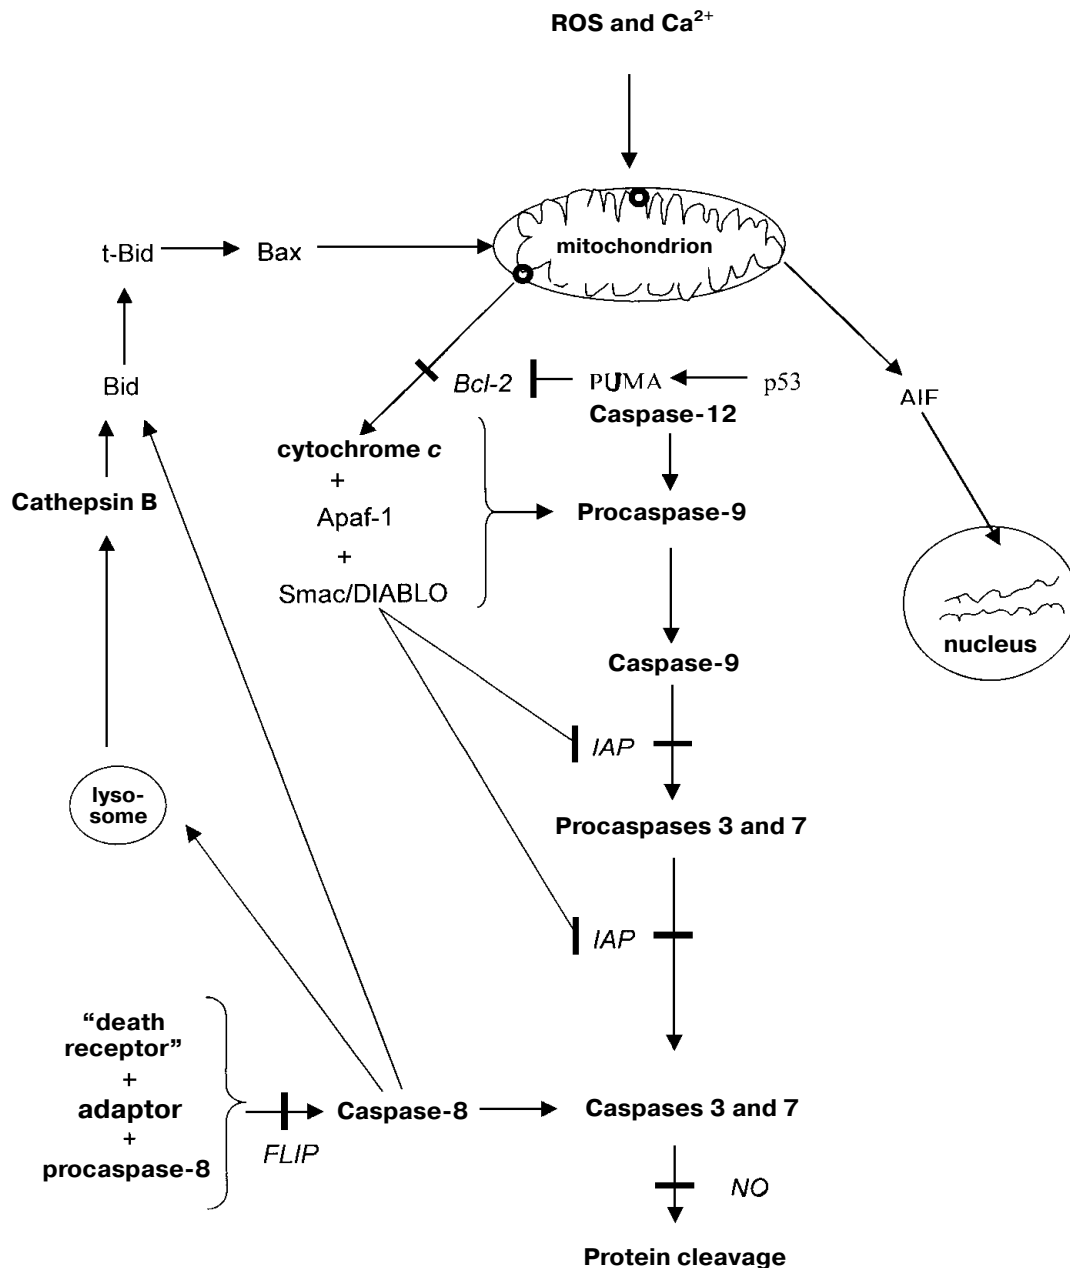 ROS and Ca²⁺
mitochondrion
t-Bid
Bax
Bid
Bcl-2
PUMA
p53
AIF
Caspase-12
cytochrome c
+
Apaf-1
+
Smac/DIABLO
Cathepsin B
Procaspase-9
nucleus
Caspase-9
IAP
lyso-
some
Procaspases 3 and 7
IAP
“death
receptor”
+
adaptor
+
procaspase-8
FLIP
Caspase-8
Caspases 3 and 7
NO
Protein cleavage